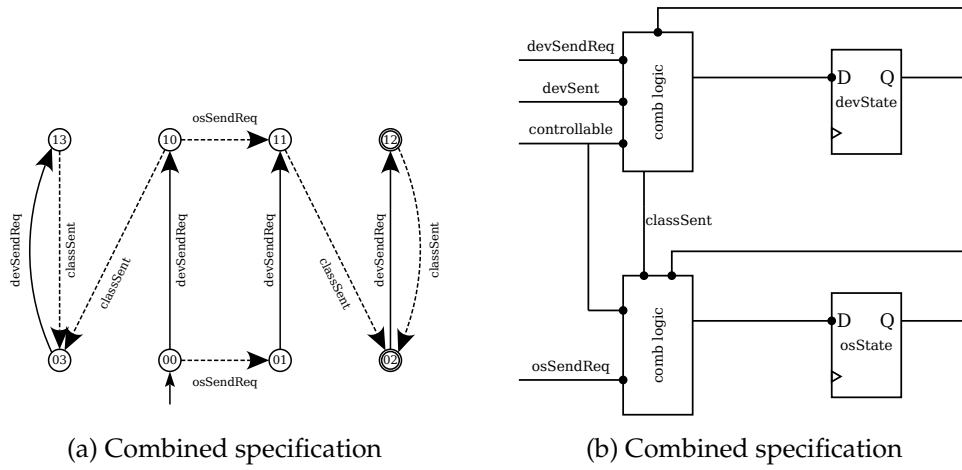 13
10
osSendReq
11
12
devSendReq
classSent
classSent
devSendReq
devSendReq
classSent
devSendReq
classSent
03
00
osSendReq
01
02
(a) Combined specification
devSendReq
devSent
controllable
comb logic
D Q
devState
classSent
osSendReq
comb logic
D Q
osState
(b) Combined specification